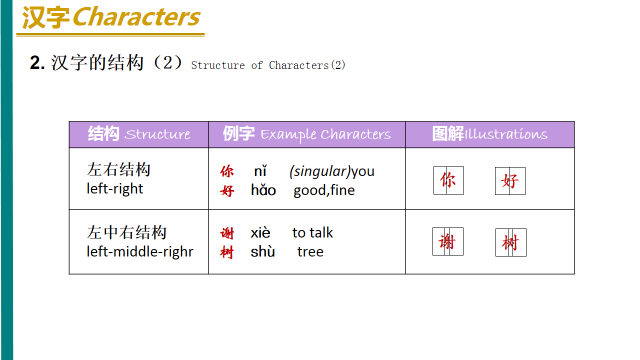 汉字Characters
2. 汉字的结构（2）Structure of Characters(2)
结构 Structure 例字 Example Characters 图解Illustrations
左右结构
left-right
你 nǐ (singular)you
好 hǎo good,fine
你 好
左中右结构
left-middle-righr
谢 xiè to talk
树 shù tree
谢 树